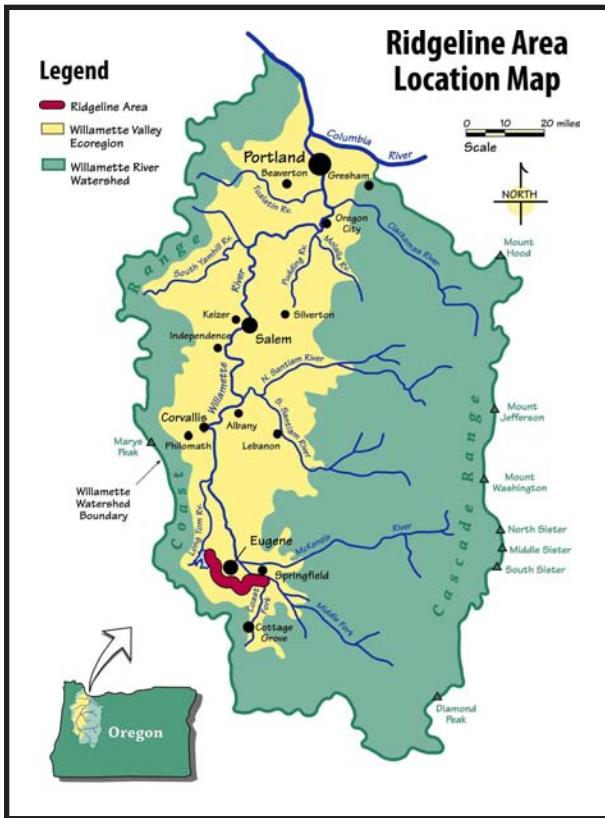 Ridgeline Area
Location Map
Legend
Ridgeline Area
Willamette Valley
Ecoregion
Willamette River
Watershed
0 10 20 miles
Scale
NORTH
Columbia
River
Portland
Beaverton
Gresham
Tualatin Rv.
Oregon
City
Clackamas River
Mount
Hood
South Yamhill Rv.
Pudding Rv.
Molalla Rv.
Range
River
Keizer
Silverton
Salem
Independence
N. Santiam River
Willamette
Mount
Jefferson
Corvallis
Albany
S. Santiam
River
Marys
Peak
Philomath
Lebanon
Mount
Washington
Willamette
Watershed
Boundary
Coast
Long Tom Rv.
Cascade Range
North Sister
Middle Sister
South Sister
McKenzie
River
Eugene
Springfield
Coast
Fork
Middle Fork
Cottage
Grove
Diamond
Peak
Oregon